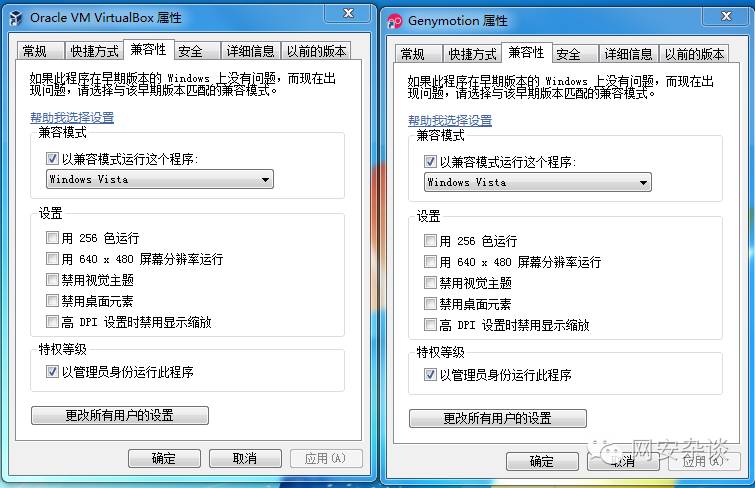 Oracle VM VirtualBox 属性
常规 快捷方式 兼容性 安全 详细信息 以前的版本
如果此程序在早期版本的 Windows 上没有问题，而现在出
现问题，请选择与该早期版本匹配的兼容模式。
帮助我选择设置
兼容模式
以兼容模式运行这个程序:
Windows Vista
设置
用 256 色运行
用 640 x 480 屏幕分辨率运行
禁用视觉主题
禁用桌面元素
高 DPI 设置时禁用显示缩放
特权等级
以管理员身份运行此程序
更改所有用户的设置
确定 取消 应用(A)
Genymotion 属性
常规 快捷方式 兼容性 安全 详细信息 以前的版本
如果此程序在早期版本的 Windows 上没有问题，而现在出
现问题，请选择与该早期版本匹配的兼容模式。
帮助我选择设置
兼容模式
以兼容模式运行这个程序:
Windows Vista
设置
用 256 色运行
用 640 x 480 屏幕分辨率运行
禁用视觉主题
禁用桌面元素
高 DPI 设置时禁用显示缩放
特权等级
以管理员身份运行此程序
更改所有用户的设置
网安杂谈
确定 取消 应用(A)